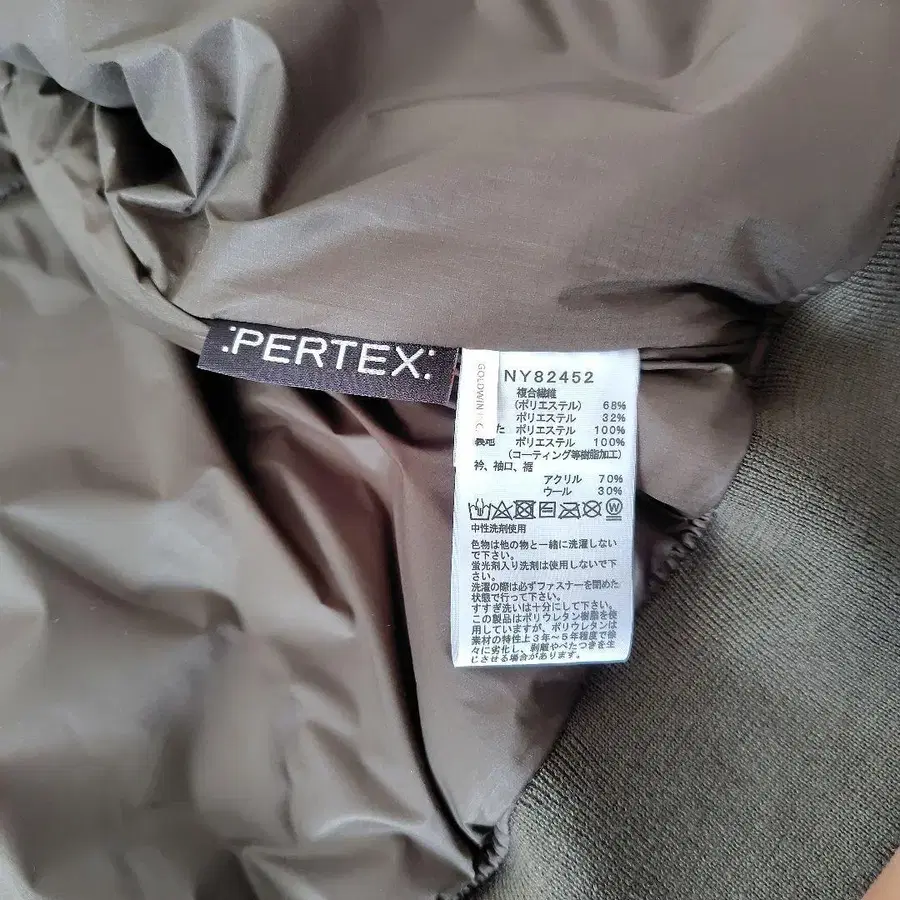 :PERTEX:
GOLDWIN
NY82452
複合繊維
(ポリエステル) 68%
ポリエステル 32%
た ポリエステル 100%
裏地 ポリエステル 100%
(コーティング等樹脂加工)
衿、袖口、裾
アクリル 70%
ウール 30%
中性洗剤使用
色物は他の物と一緒に洗濯しない
で下さい。
蛍光剤入り洗剤は使用しないで下
さい。
洗濯の際は必ずファスナーを閉めた
状態で行って下さい。
すすぎ洗いは十分にして下さい。
この製品はポリウレタン樹脂を使
用していますが、ポリウレタンは
素材の特性上3年~5年程度で徐
々に劣化し、剥離やべたつきを生
じさせる場合があります。